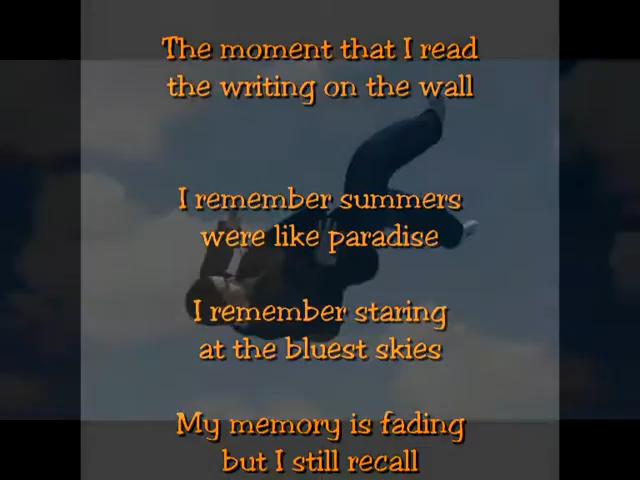 The moment that I read
the writing on the wall
I remember summers
were like paradise
I remember staring
at the bluest skies
My memory is fading
but I still recall